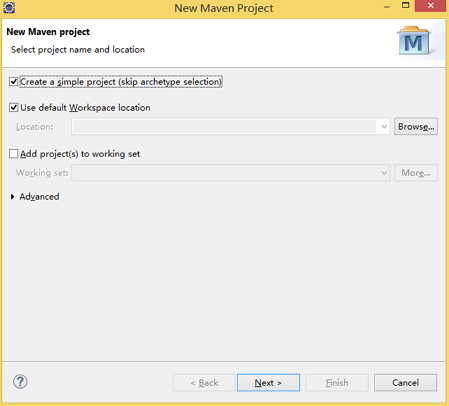 New Maven Project
New Maven project
Select project name and location
M
Create a simple project (skip archetype selection)
Use default Workspace location
Location:
Browse...
Add project(s) to working set
Working set:
More...
Advanced
?
< Back
Next >
Finish
Cancel